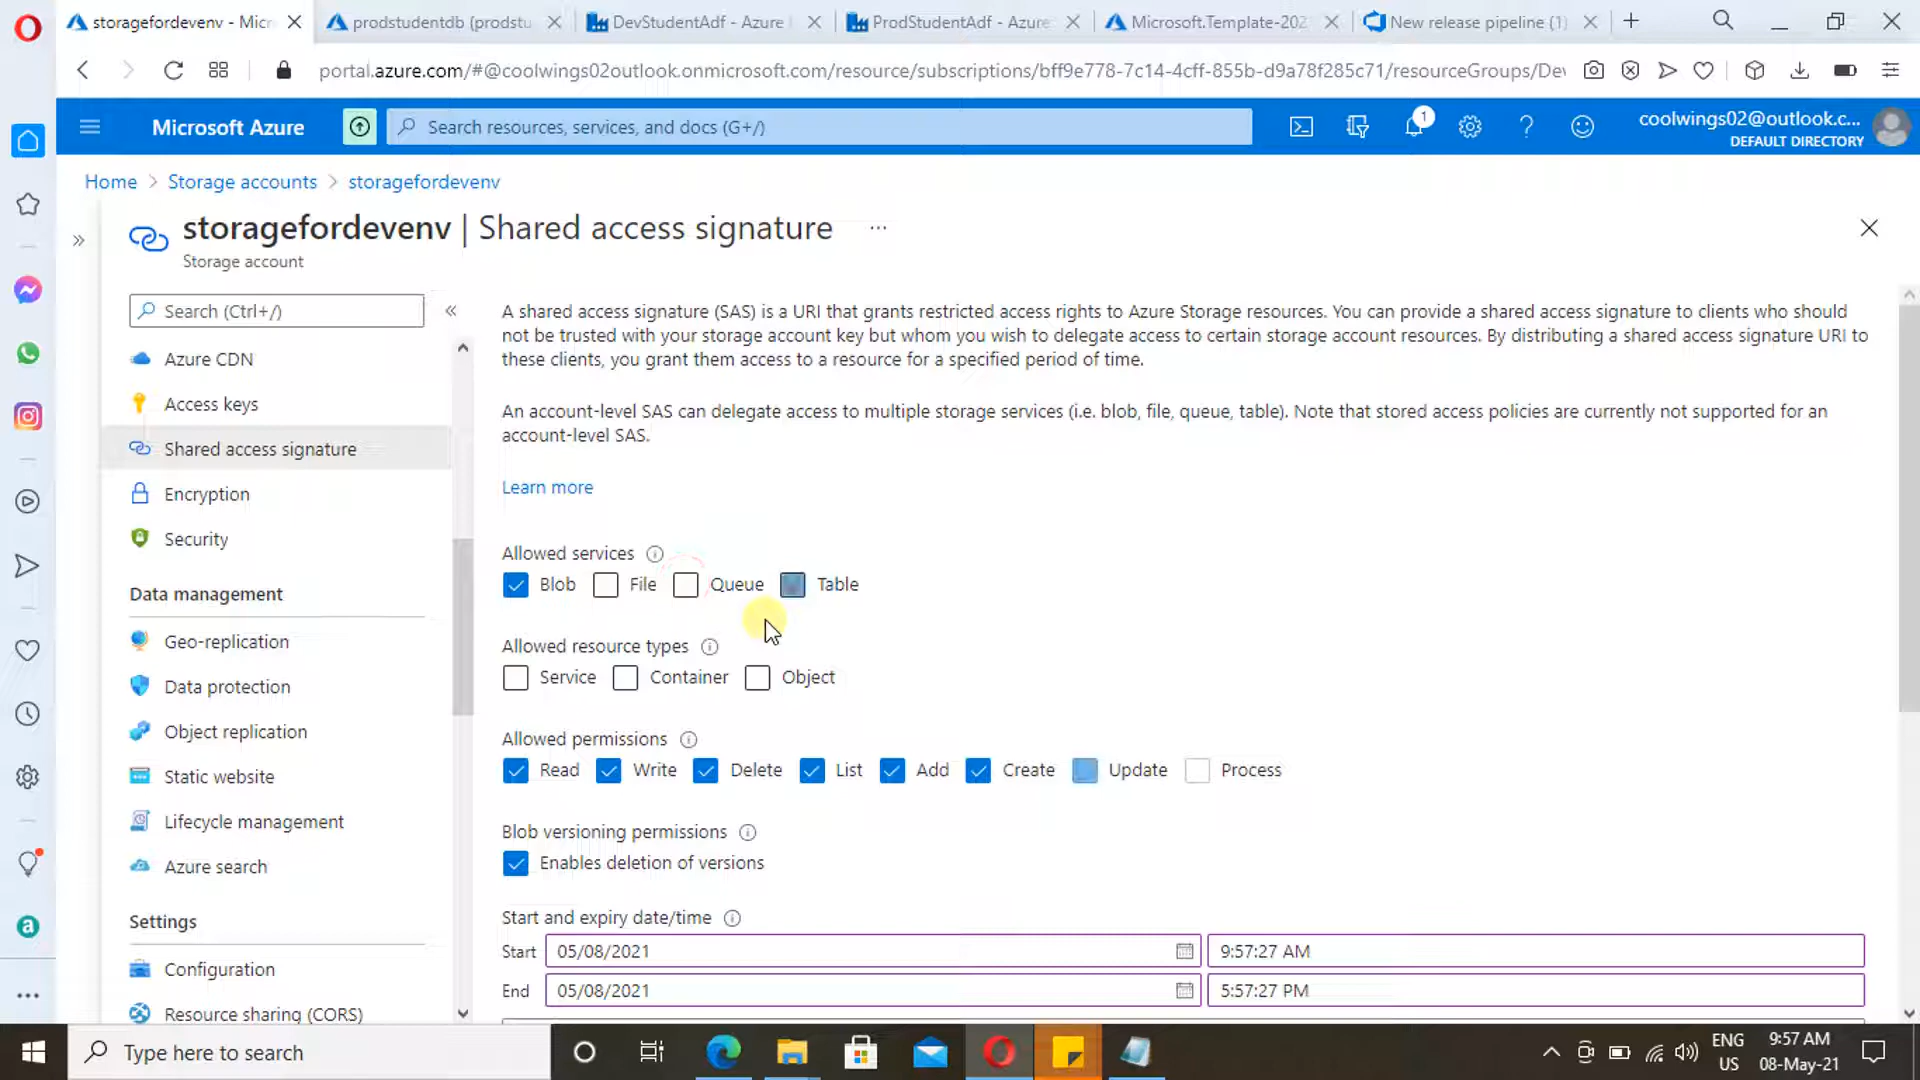 storagefordevenv - Micr
prodstudentdb (prodstu
DevStudentAdf - Azure
ProdStudentAdf - Azure
Microsoft.Template-202
New release pipeline (1)
portal.azure.com/#@coolwings02outlook.onmicrosoft.com/resource/subscriptions/bff9e778-7c14-4cff-855b-d9a78f285c71/resourceGroups/Dev
Microsoft Azure
Search resources, services, and docs (G+/)
1
coolwings02@outlook.c...
DEFAULT DIRECTORY
Home > Storage accounts > storagefordevenv
storagefordevenv | Shared access signature ...
Storage account
Search (Ctrl+/)
Azure CDN
Access keys
Shared access signature
Encryption
Security
Data management
Geo-replication
Data protection
Object replication
Static website
Lifecycle management
Azure search
Settings
Configuration
Resource sharing (CORS)
A shared access signature (SAS) is a URI that grants restricted access rights to Azure Storage resources. You can provide a shared access signature to clients who should
not be trusted with your storage account key but whom you wish to delegate access to certain storage account resources. By distributing a shared access signature URI to
these clients, you grant them access to a resource for a specified period of time.
An account-level SAS can delegate access to multiple storage services (i.e. blob, file, queue, table). Note that stored access policies are currently not supported for an
account-level SAS.
Learn more
Allowed services
Blob File Queue Table
Allowed resource types
Service Container Object
Allowed permissions
Read Write Delete List Add Create Update Process
Blob versioning permissions
Enables deletion of versions
Start and expiry date/time
Start 05/08/2021 9:57:27 AM
End 05/08/2021 5:57:27 PM
Type here to search
ENG
US
9:57 AM
08-May-21